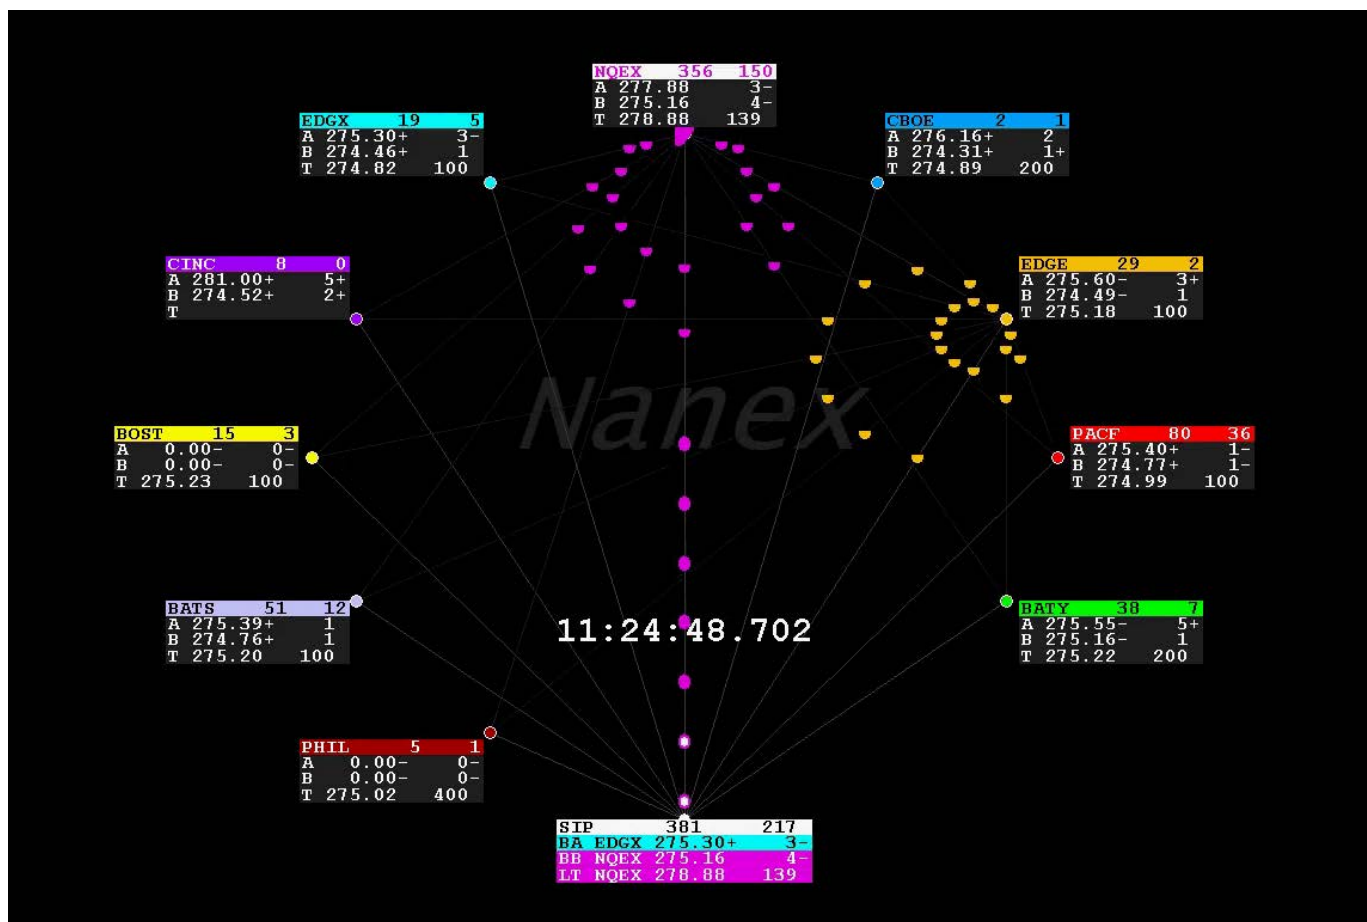 NQEX 356 150
A 277.88 3-
B 275.16 4-
T 278.88 139
EDGX 19 5
A 275.30+ 3-
B 274.46+ 1
T 274.82 100
CBOE 2 1
A 276.16+ 2
B 274.31+ 1+
T 274.89 200
CINC 8 0
A 281.00+ 5+
B 274.52+ 2+
T
EDGE 29 2
A 275.60- 3+
B 274.49- 1
T 275.18 100
Nanex
BOST 15 3
A 0.00- 0-
B 0.00- 0-
T 275.23 100
PACF 80 36
A 275.40+ 1-
B 274.77+ 1-
T 274.99 100
BATS 51 12
A 275.39+ 1
B 274.76+ 1
T 275.20 100
11:24:48.702
BATY 38 7
A 275.55- 5+
B 275.16- 1
T 275.22 200
PHIL 5 1
A 0.00- 0-
B 0.00- 0-
T 275.02 400
SIP 381 217
BA EDGX 275.30+ 3-
BB NQEX 275.16 4-
LT NQEX 278.88 139